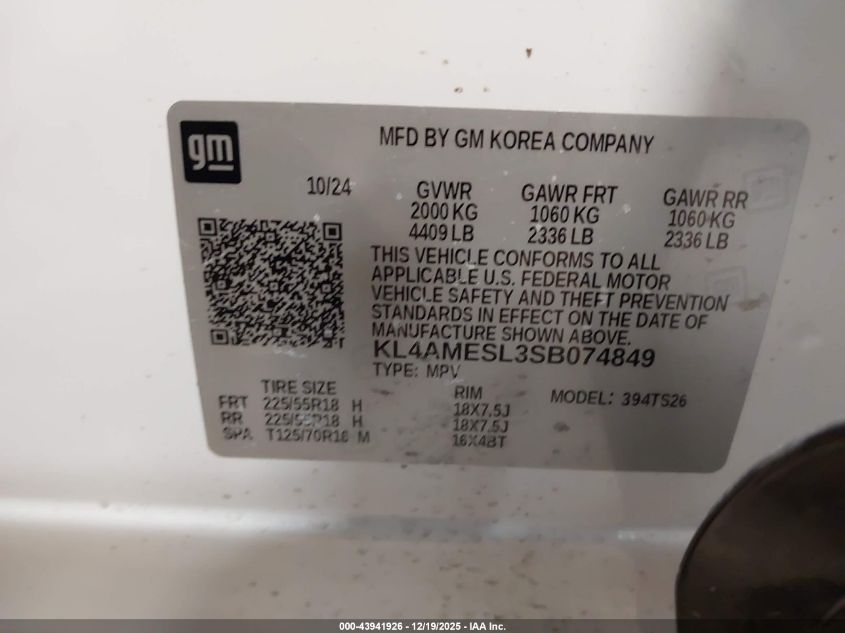 gm
MFD BY GM KOREA COMPANY
10/24 GVWR GAWR FRT GAWR RR
2000 KG 1060 KG 1060 KG
4409 LB 2336 LB 2336 LB
THIS VEHICLE CONFORMS TO ALL
APPLICABLE U.S. FEDERAL MOTOR
VEHICLE SAFETY AND THEFT PREVENTION
STANDARDS IN EFFECT ON THE DATE OF
MANUFACTURE SHOWN ABOVE.
KL4AMESL3SB074849
TYPE: MPV
TIRE SIZE RIM MODEL: 394TS26
FRT 225/55R18 H 18X7.5J
RR 225/55R18 H 18X7.5J
SPA T125/70R16 M 16X4BT
000-43941926 - 12/19/2025 - IAA Inc.